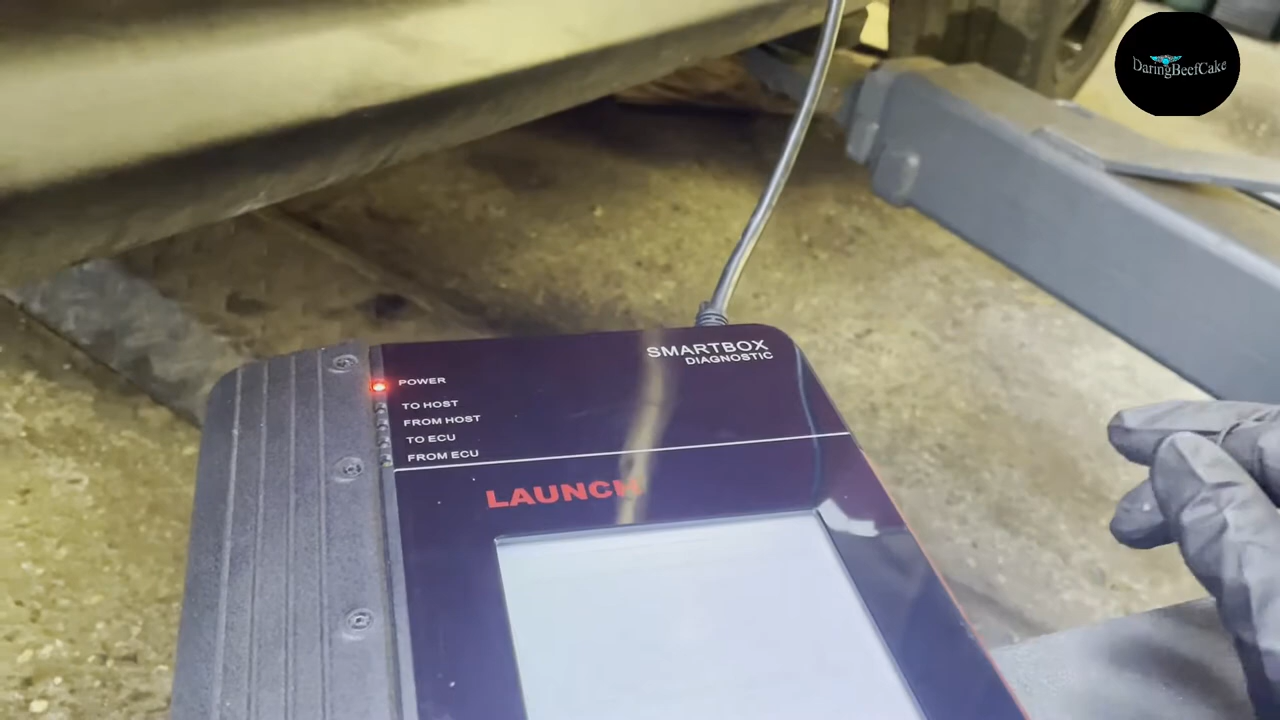 DaringBeefCake
SMARTBOX
DIAGNOSTIC
POWER
TO HOST
FROM HOST
TO ECU
FROM ECU
LAUNCH